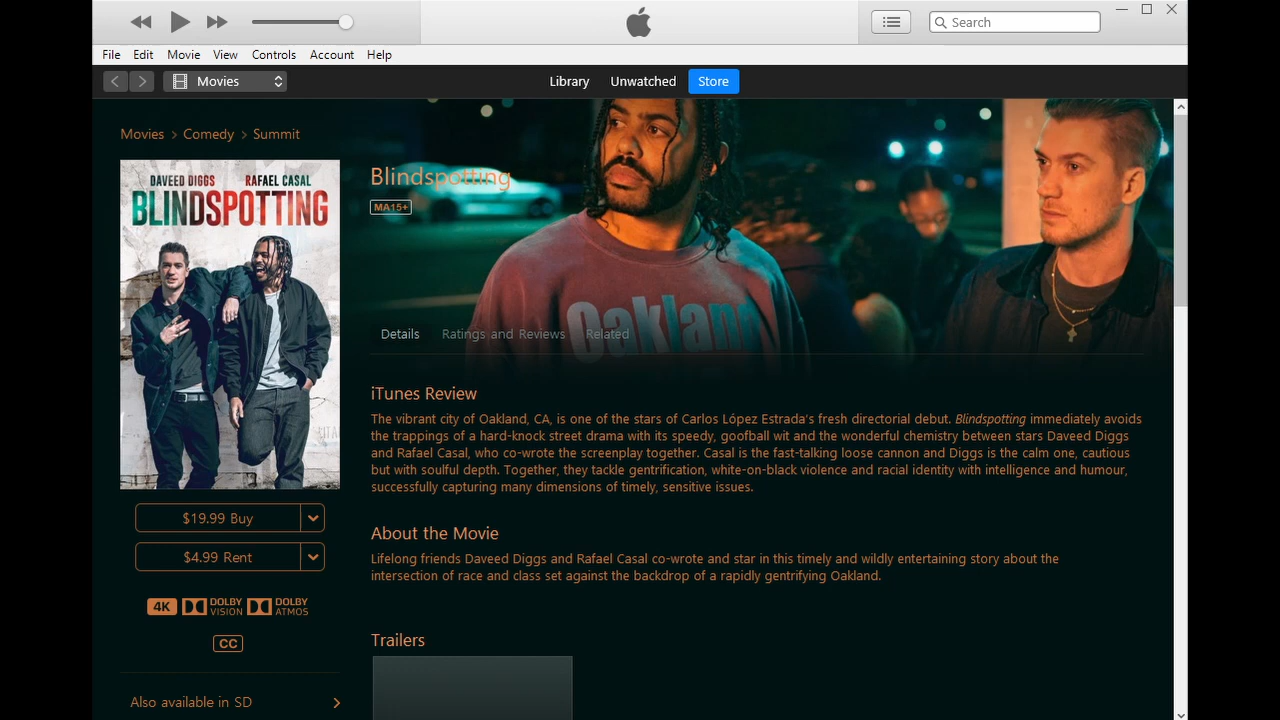 Search
File Edit Movie View Controls Account Help
Movies
Library Unwatched Store
Movies > Comedy > Summit
DAVEED DIGGS RAFAEL CASAL
BLINDSPOTTING
Blindspotting
MA15+
Oakland
Details Ratings and Reviews Related
iTunes Review
The vibrant city of Oakland, CA, is one of the stars of Carlos López Estrada's fresh directorial debut. Blindspotting immediately avoids
the trappings of a hard-knock street drama with its speedy, goofball wit and the wonderful chemistry between stars Daveed Diggs
and Rafael Casal, who co-wrote the screenplay together. Casal is the fast-talking loose cannon and Diggs is the calm one, cautious
but with soulful depth. Together, they tackle gentrification, white-on-black violence and racial identity with intelligence and humour,
successfully capturing many dimensions of timely, sensitive issues.
$19.99 Buy
$4.99 Rent
About the Movie
Lifelong friends Daveed Diggs and Rafael Casal co-wrote and star in this timely and wildly entertaining story about the
intersection of race and class set against the backdrop of a rapidly gentrifying Oakland.
4K DOLBY VISION DOLBY ATMOS
CC
Trailers
Also available in SD